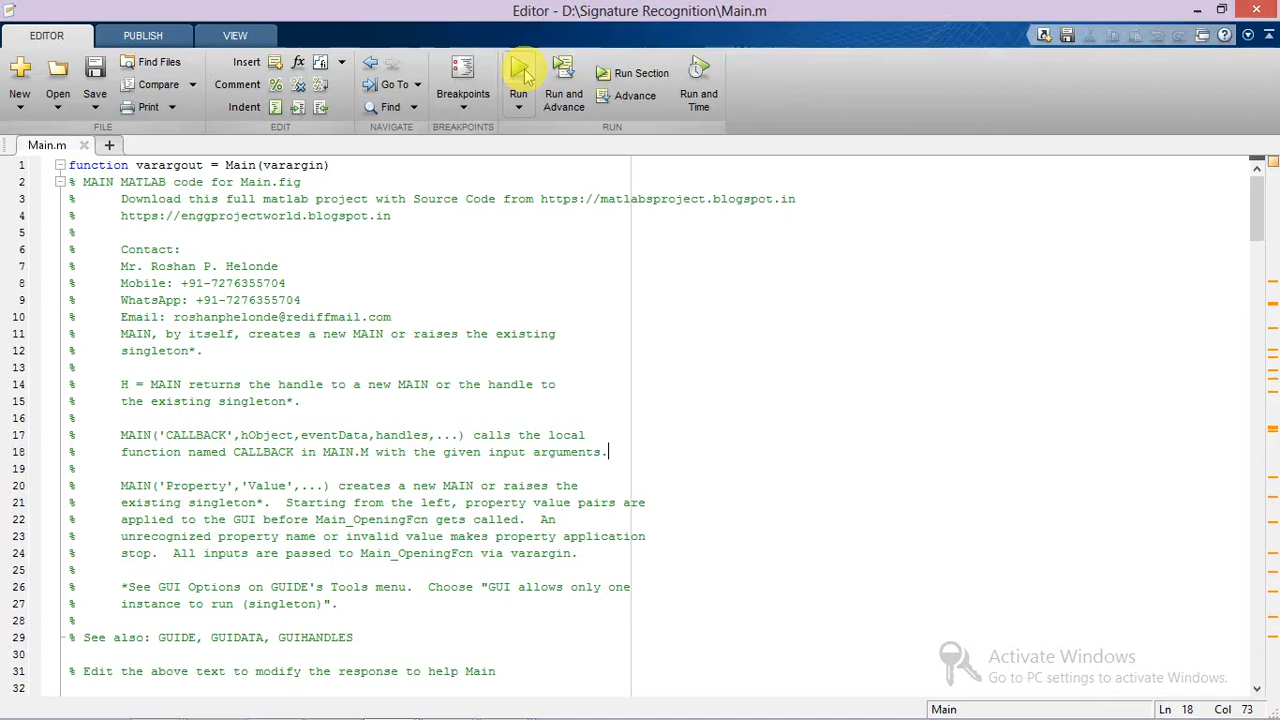 Editor - D:\Signature Recognition\Main.m
EDITOR PUBLISH VIEW
New Open Save Find Files Compare Print FILE
Insert Comment Indent EDIT
Go To Find NAVIGATE
Breakpoints BREAKPOINTS
Run Run and Advance Run Section Advance Run and Time RUN
Main.m
1 function varargout = Main(varargin)
2 % MAIN MATLAB code for Main.fig
3 % Download this full matlab project with Source Code from https://matlabsproject.blogspot.in
4 % https://enggprojectworld.blogspot.in
5 %
6 % Contact:
7 % Mr. Roshan P. Helonde
8 % Mobile: +91-7276355704
9 % WhatsApp: +91-7276355704
10 % Email: roshanphelonde@rediffmail.com
11 % MAIN, by itself, creates a new MAIN or raises the existing
12 % singleton*.
13 %
14 % H = MAIN returns the handle to a new MAIN or the handle to
15 % the existing singleton*.
16 %
17 % MAIN('CALLBACK',hObject,eventData,handles,...) calls the local
18 % function named CALLBACK in MAIN.M with the given input arguments.
19 %
20 % MAIN('Property','Value',...) creates a new MAIN or raises the
21 % existing singleton*. Starting from the left, property value pairs are
22 % applied to the GUI before Main_OpeningFcn gets called. An
23 % unrecognized property name or invalid value makes property application
24 % stop. All inputs are passed to Main_OpeningFcn via varargin.
25 %
26 % *See GUI Options on GUIDE's Tools menu. Choose "GUI allows only one
27 % instance to run (singleton)".
28 %
29 % See also: GUIDE, GUIDATA, GUIHANDLES
30
31 % Edit the above text to modify the response to help Main
32
Activate Windows
Go to PC settings to activate Windows.
Main Ln 18 Col 73